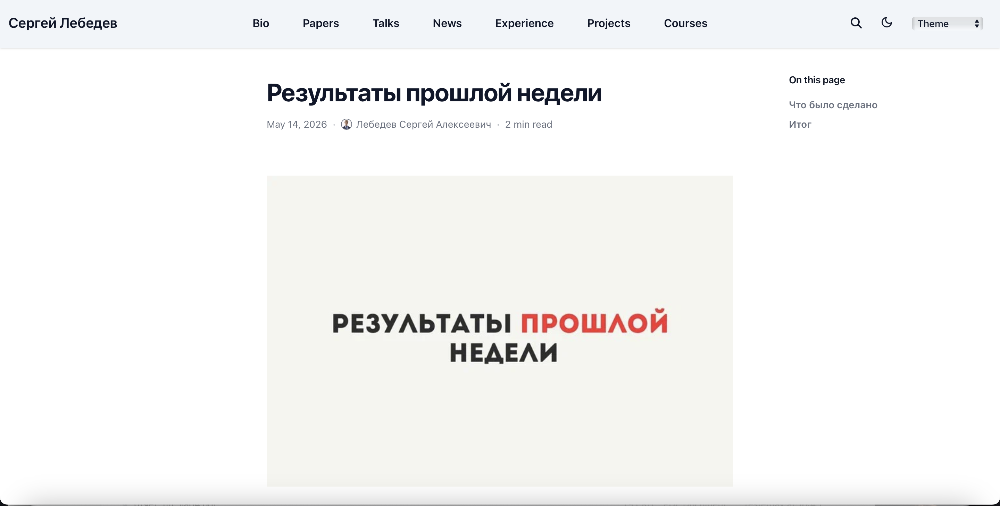 Сергей Лебедев
Bio Papers Talks News Experience Projects Courses
Theme
Результаты прошлой недели
May 14, 2026 · Лебедев Сергей Алексеевич · 2 min read
On this page
Что было сделано
Итог
РЕЗУЛЬТАТЫ ПРОШЛОЙ
НЕДЕЛИ